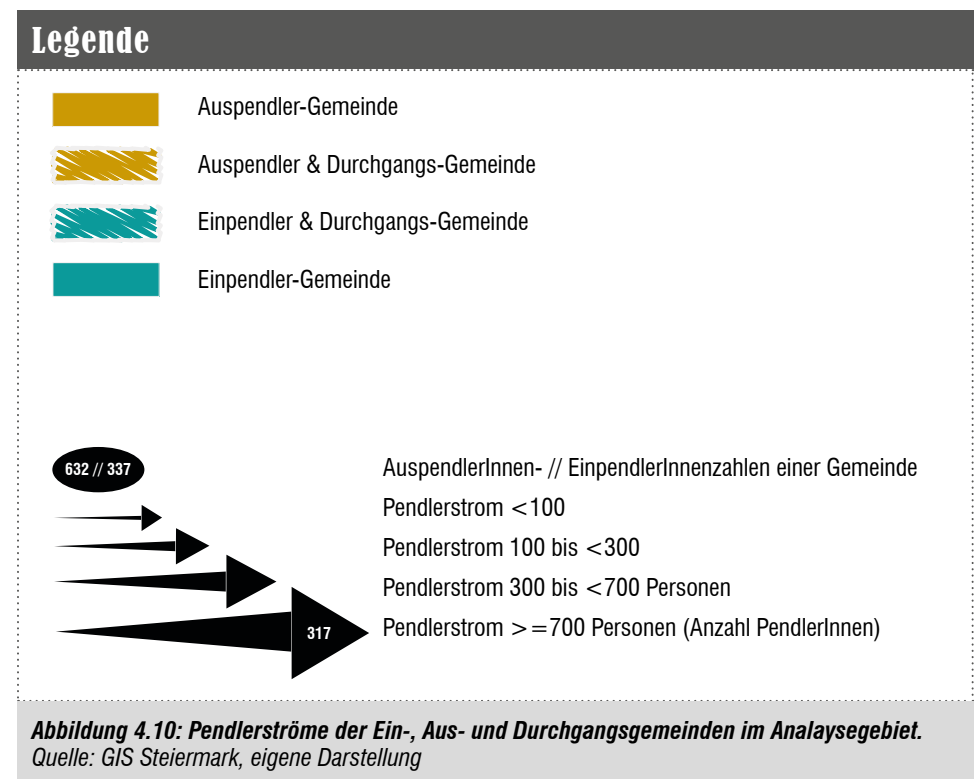 Legende
Auspendler-Gemeinde
Auspendler & Durchgangs-Gemeinde
Einpendler & Durchgangs-Gemeinde
Einpendler-Gemeinde
632 // 337
AuspendlerInnen- // EinpendlerInnenzahlen einer Gemeinde
Pendlerstrom <100
Pendlerstrom 100 bis <300
Pendlerstrom 300 bis <700 Personen
317
Pendlerstrom >=700 Personen (Anzahl PendlerInnen)
Abbildung 4.10: Pendlerströme der Ein-, Aus- und Durchgangsgemeinden im Analaysegebiet.
Quelle: GIS Steiermark, eigene Darstellung